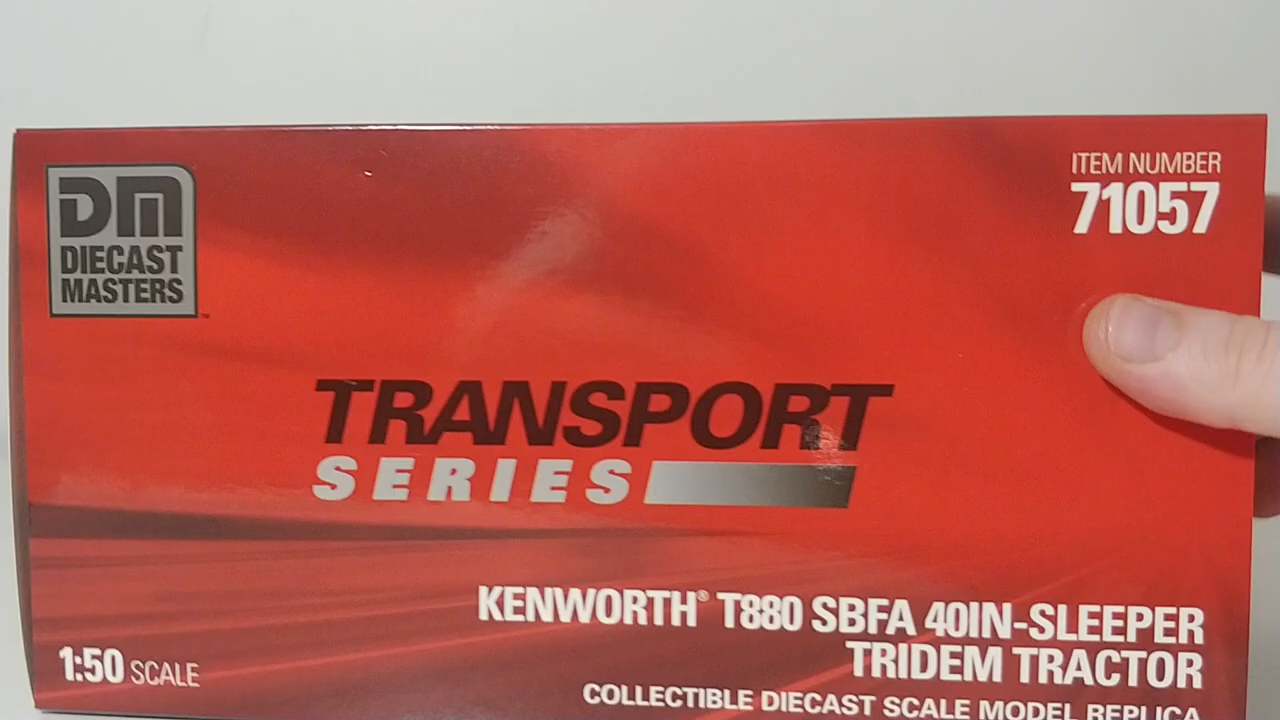 DM
DIECAST
MASTERS
™
ITEM NUMBER
71057
TRANSPORT
SERIES
KENWORTH® T880 SBFA 40IN-SLEEPER
TRIDEM TRACTOR
1:50 SCALE
COLLECTIBLE DIECAST SCALE MODEL REPLICA